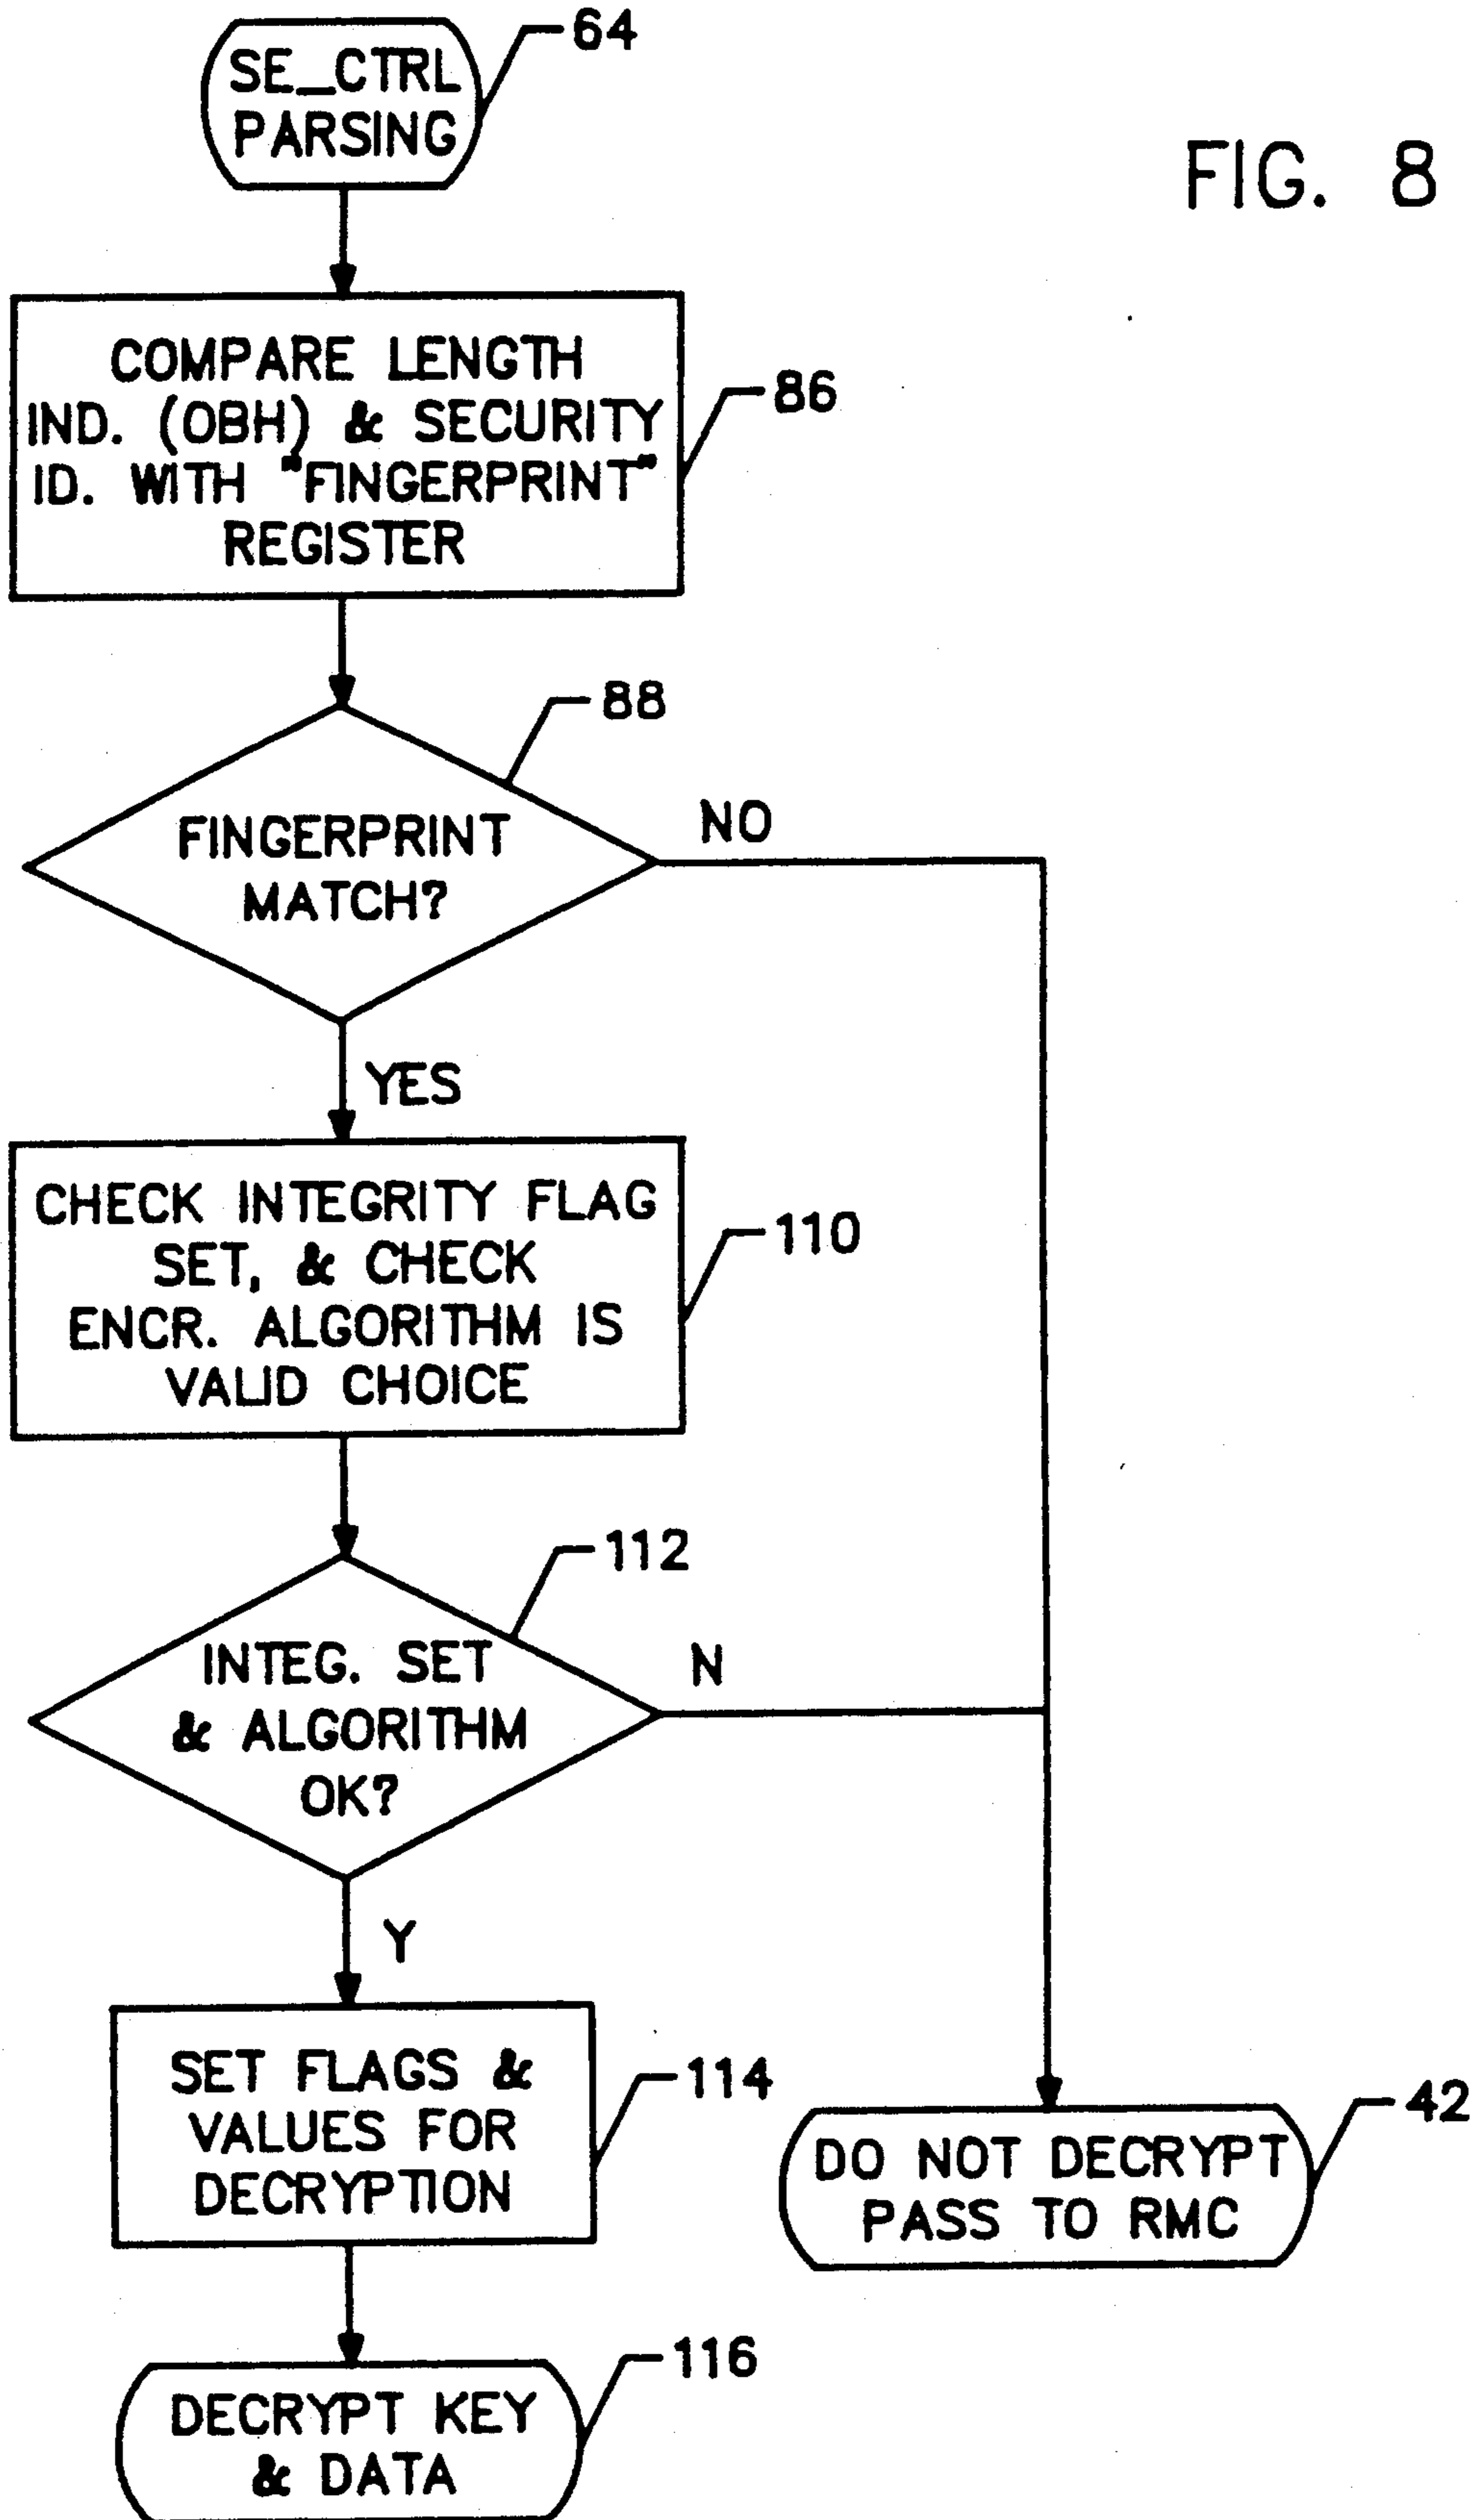 64
SE_CTRL
PARSING
FIG. 8
COMPARE LENGTH
IND. (OBH) & SECURITY
ID. WITH "FINGERPRINT"
REGISTER
86
88
FINGERPRINT
MATCH?
NO
YES
CHECK INTEGRITY FLAG
SET, & CHECK
ENCR. ALGORITHM IS
VALID CHOICE
110
112
INTEG. SET
& ALGORITHM
OK?
N
Y
SET FLAGS &
VALUES FOR
DECRYPTION
114
42
DO NOT DECRYPT
PASS TO RMC
116
DECRYPT KEY
& DATA